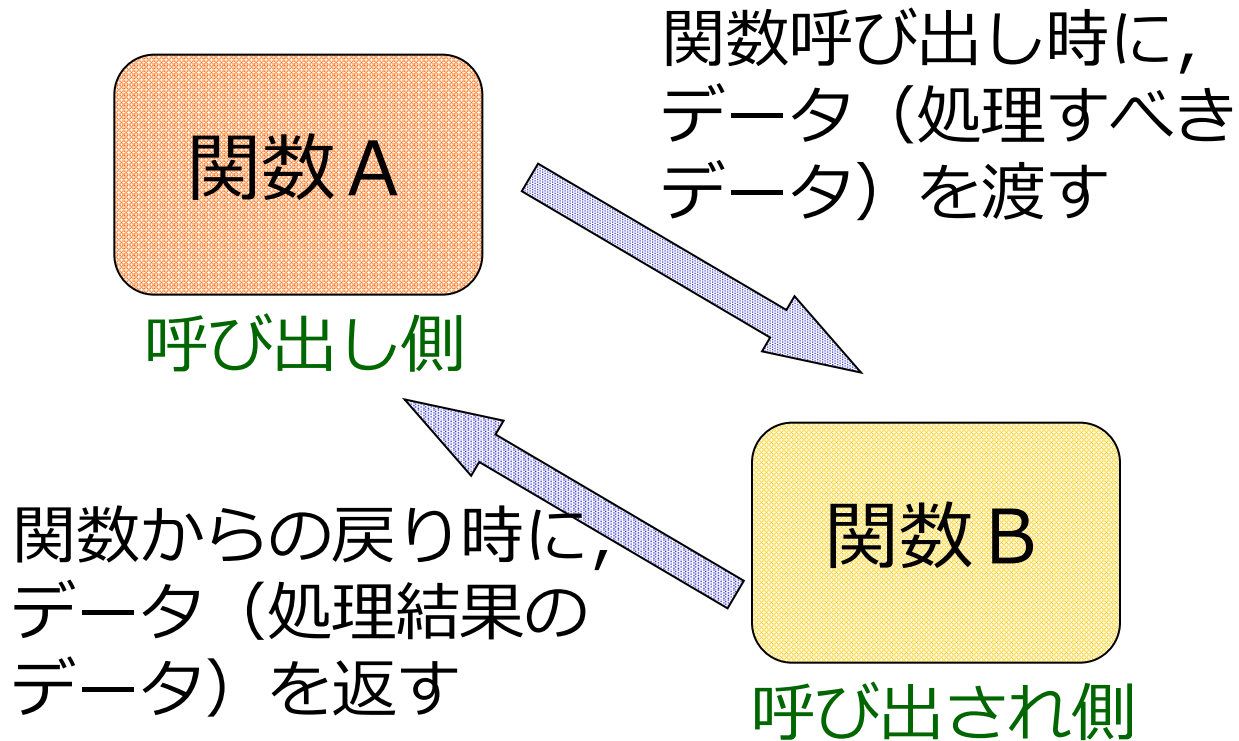 関数呼び出し時に，
データ（処理すべき
データ）を渡す
関数A
呼び出し側
関数からの戻り時に，
データ（処理結果の
データ）を返す
関数B
呼び出され側